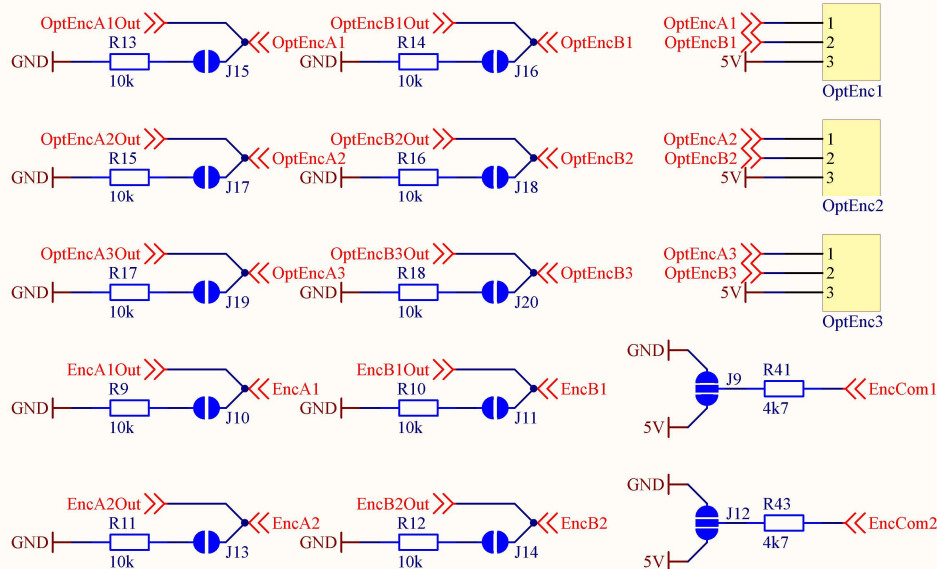 OptEncA1Out
R13
GND
10k
J15
OptEncA1
OptEncB1Out
R14
GND
10k
J16
OptEncB1
OptEncA1
OptEncB1
5V
1
2
3
OptEnc1
OptEncA2Out
R15
GND
10k
J17
OptEncA2
OptEncB2Out
R16
GND
10k
J18
OptEncB2
OptEncA2
OptEncB2
5V
1
2
3
OptEnc2
OptEncA3Out
R17
GND
10k
J19
OptEncA3
OptEncB3Out
R18
GND
10k
J20
OptEncB3
OptEncA3
OptEncB3
5V
1
2
3
OptEnc3
EncA1Out
R9
GND
10k
J10
EncA1
EncB1Out
R10
GND
10k
J11
EncB1
GND
J9
R41
4k7
5V
EncCom1
EncA2Out
R11
GND
10k
J13
EncA2
EncB2Out
R12
GND
10k
J14
EncB2
GND
J12
R43
4k7
5V
EncCom2